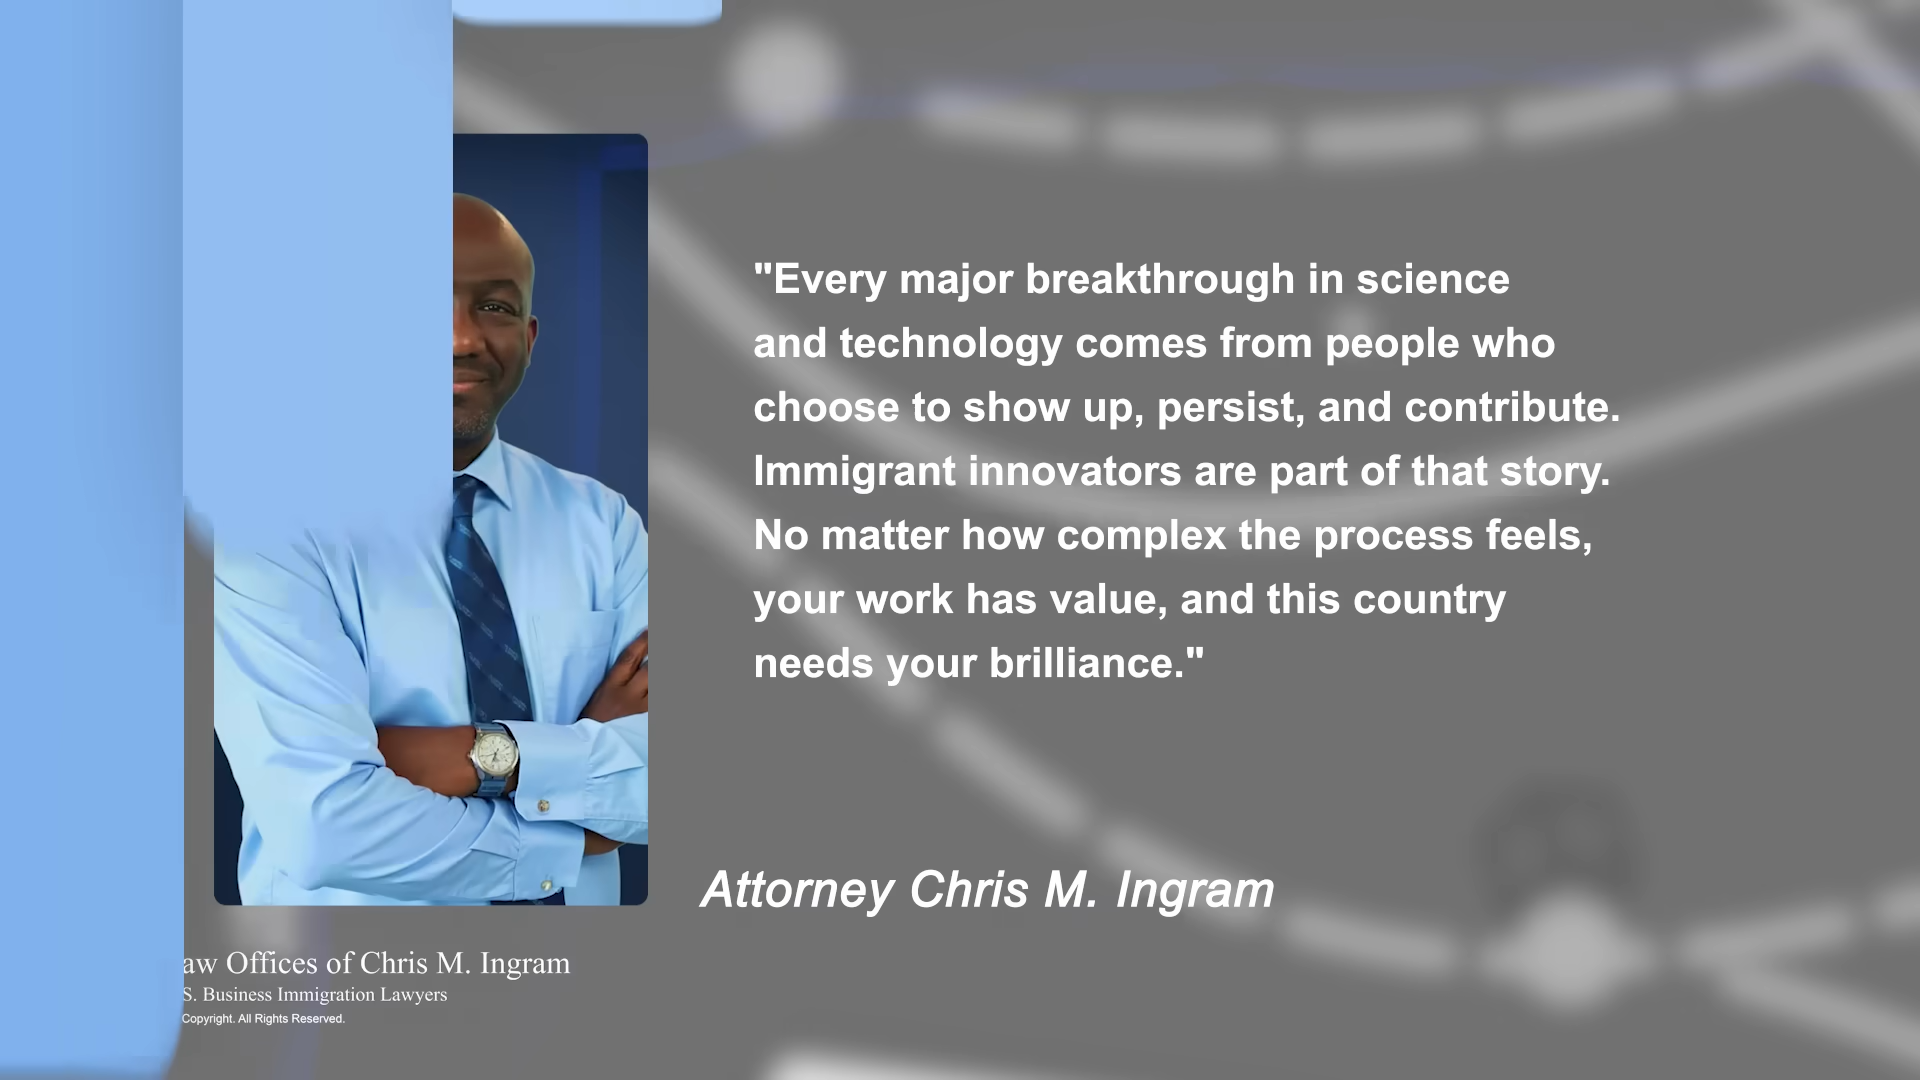 "Every major breakthrough in science
and technology comes from people who
choose to show up, persist, and contribute.
Immigrant innovators are part of that story.
No matter how complex the process feels,
your work has value, and this country
needs your brilliance."
Attorney Chris M. Ingram
aw Offices of Chris M. Ingram
S. Business Immigration Lawyers
Copyright. All Rights Reserved.